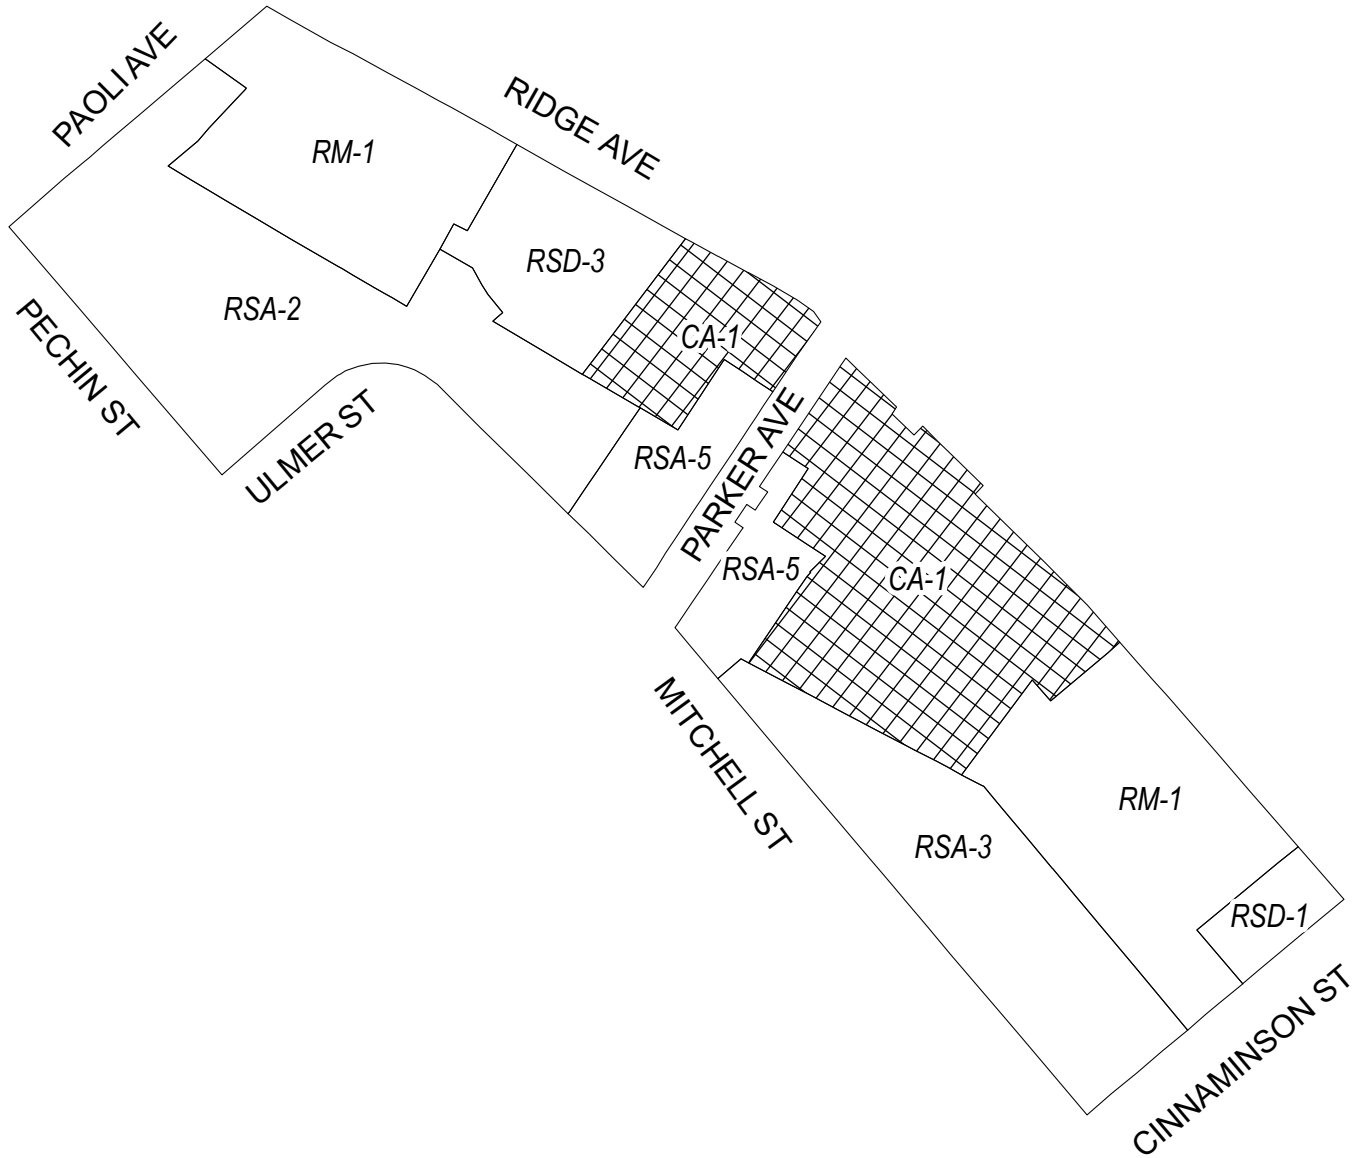 PAOLI AVE
RIDGE AVE
RM-1
RSD-3
RSA-2
CA-1
PECHIN ST
ULMER ST
RSA-5
PARKER AVE
RSA-5
CA-1
MITCHELL ST
RM-1
RSA-3
RSD-1
CINNAMINSON ST